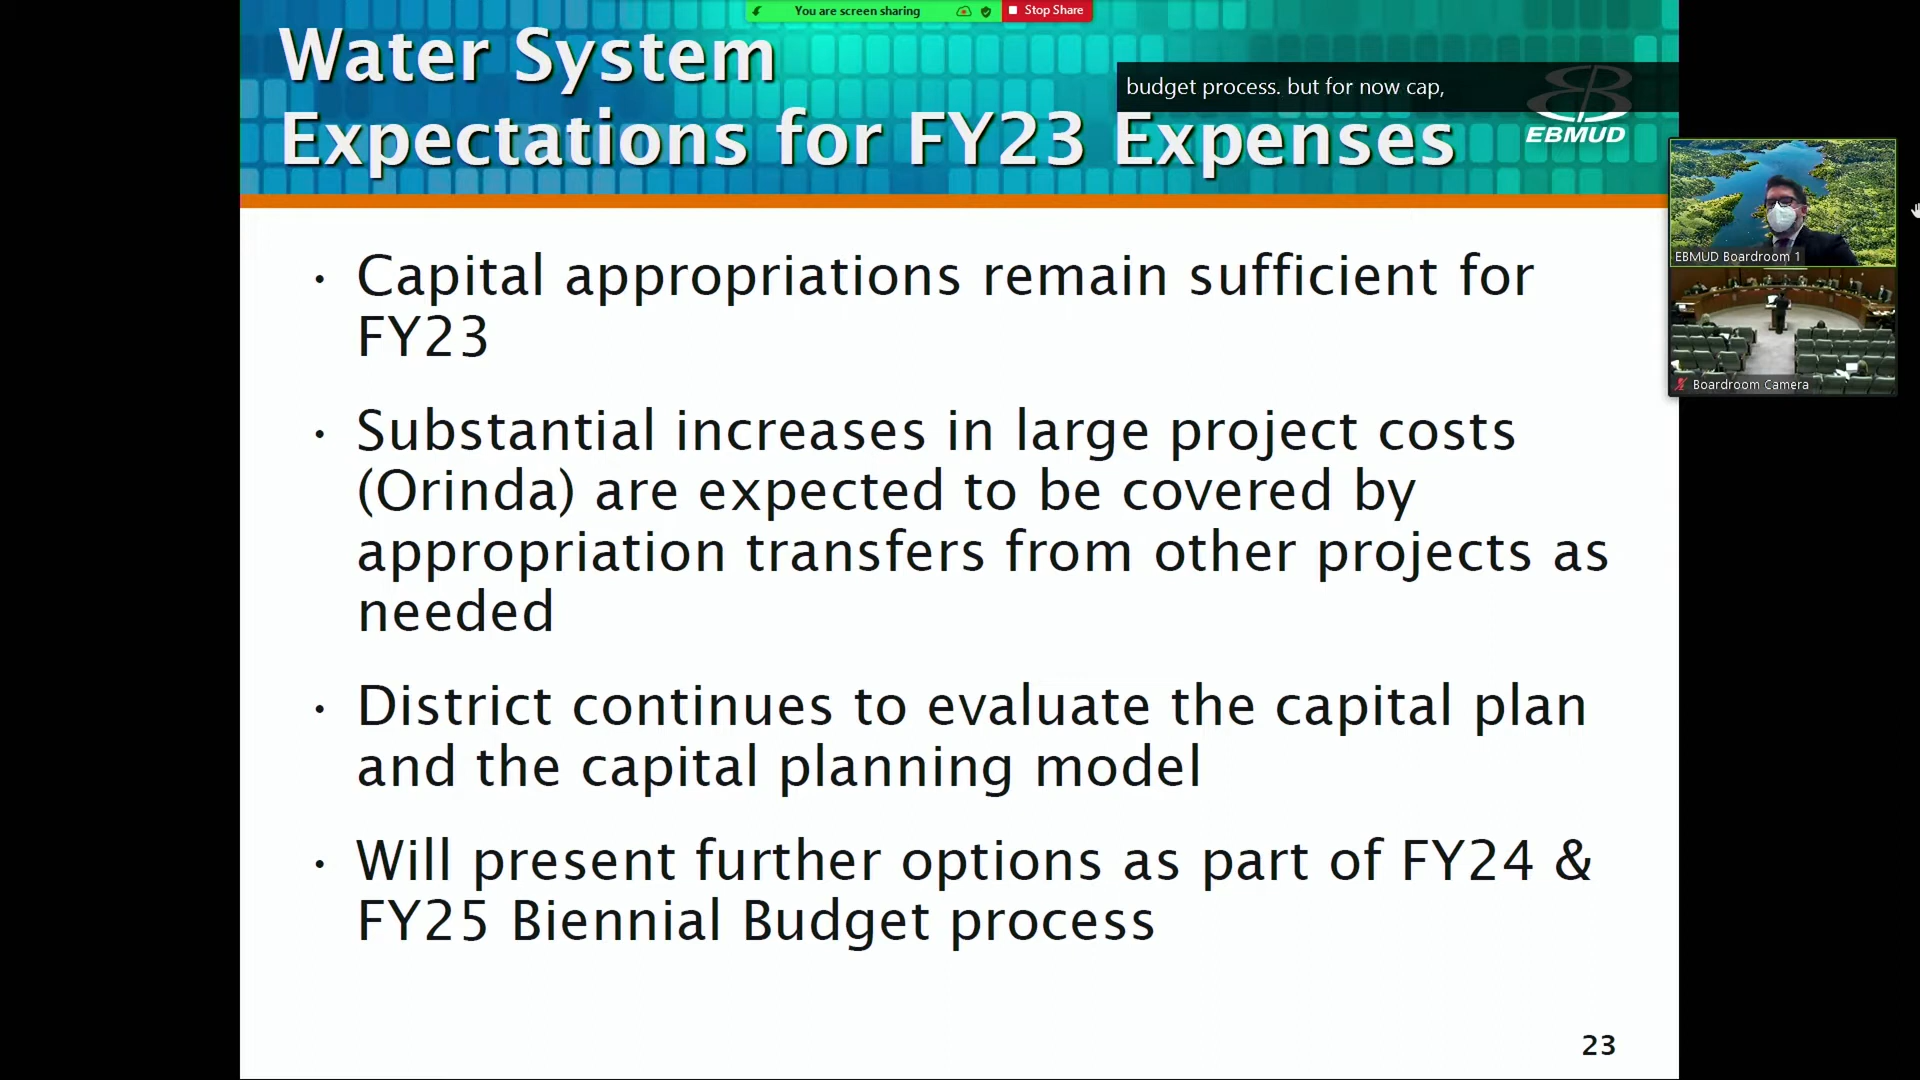 You are screen sharing
Stop Share
Water System
budget process. but for now cap,
Expectations for FY23 Expenses
EBMUD
EBMUD Boardroom 1
Boardroom Camera
• Capital appropriations remain sufficient for
FY23
• Substantial increases in large project costs
(Orinda) are expected to be covered by
appropriation transfers from other projects as
needed
• District continues to evaluate the capital plan
and the capital planning model
• Will present further options as part of FY24 &
FY25 Biennial Budget process
23